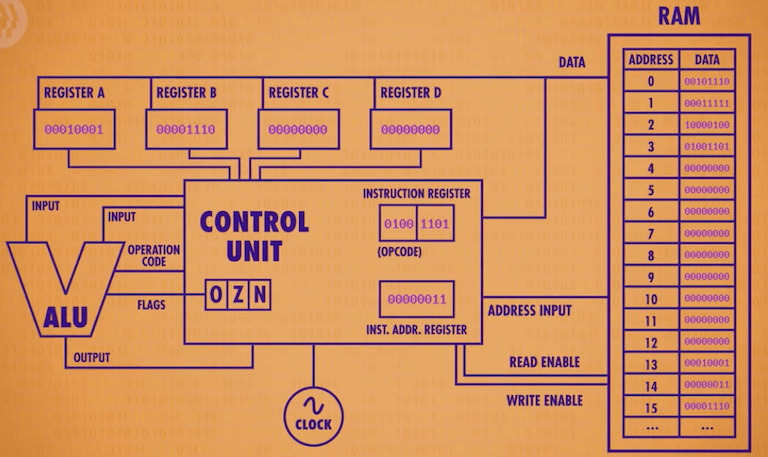 RAM
DATA
ADDRESS DATA
0 00101110
1 00011111
2 10000100
3 01001101
4 00000000
5 00000000
6 00000000
7 00000000
8 00000000
9 00000000
10 00000000
11 00000000
12 00000000
13 00010001
14 00000011
15 00001110
... ...
REGISTER A REGISTER B REGISTER C REGISTER D
00010001 00001110 00000000 00000000
INPUT
INPUT
OPERATION
CODE
FLAGS
ALU
OUTPUT
CONTROL
UNIT
O Z N
INSTRUCTION REGISTER
0100 1101
(OPCODE)
00000011
INST. ADDR. REGISTER
ADDRESS INPUT
READ ENABLE
WRITE ENABLE
CLOCK